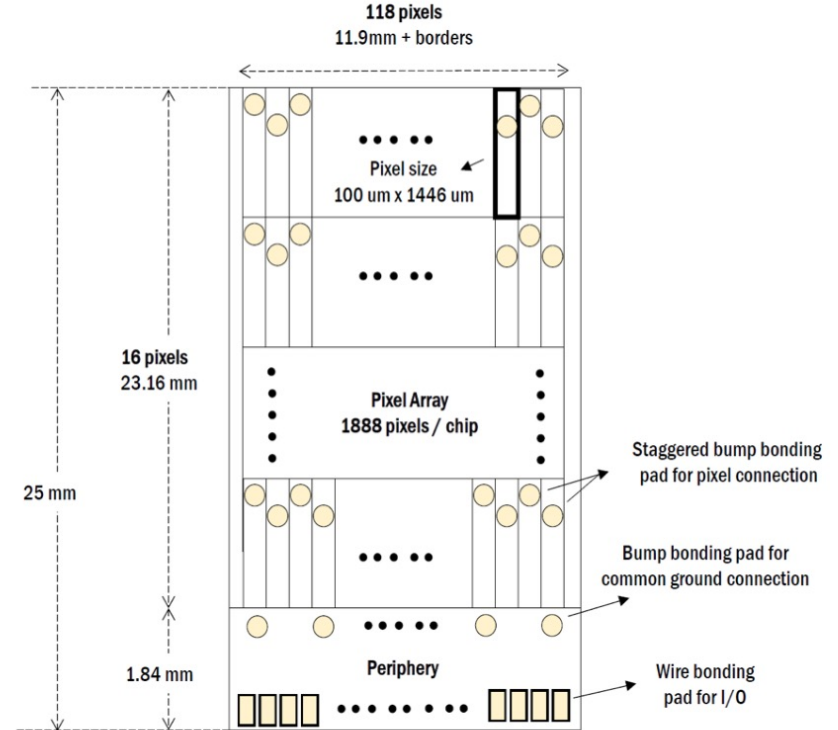 118 pixels
11.9mm + borders
Pixel size
100 um x 1446 um
16 pixels
23.16 mm
Pixel Array
1888 pixels / chip
Staggered bump bonding
pad for pixel connection
25 mm
Bump bonding pad for
common ground connection
1.84 mm
Periphery
Wire bonding
pad for I/O